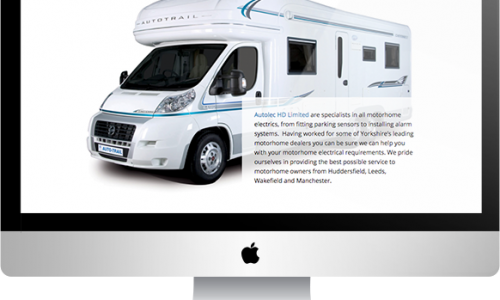 AUTOTRAIL
Autolec HD Limited are specialists in all motorhome
electrics, from fitting parking sensors to installing alarm
systems.  Having worked for some of Yorkshire's leading
motorhome dealers you can be sure we can help you
with your motorhome electrical requirements. We pride
ourselves in providing the best possible service to
motorhome owners from Huddersfield, Leeds,
Wakefield and Manchester.
AUTO-TRAIL